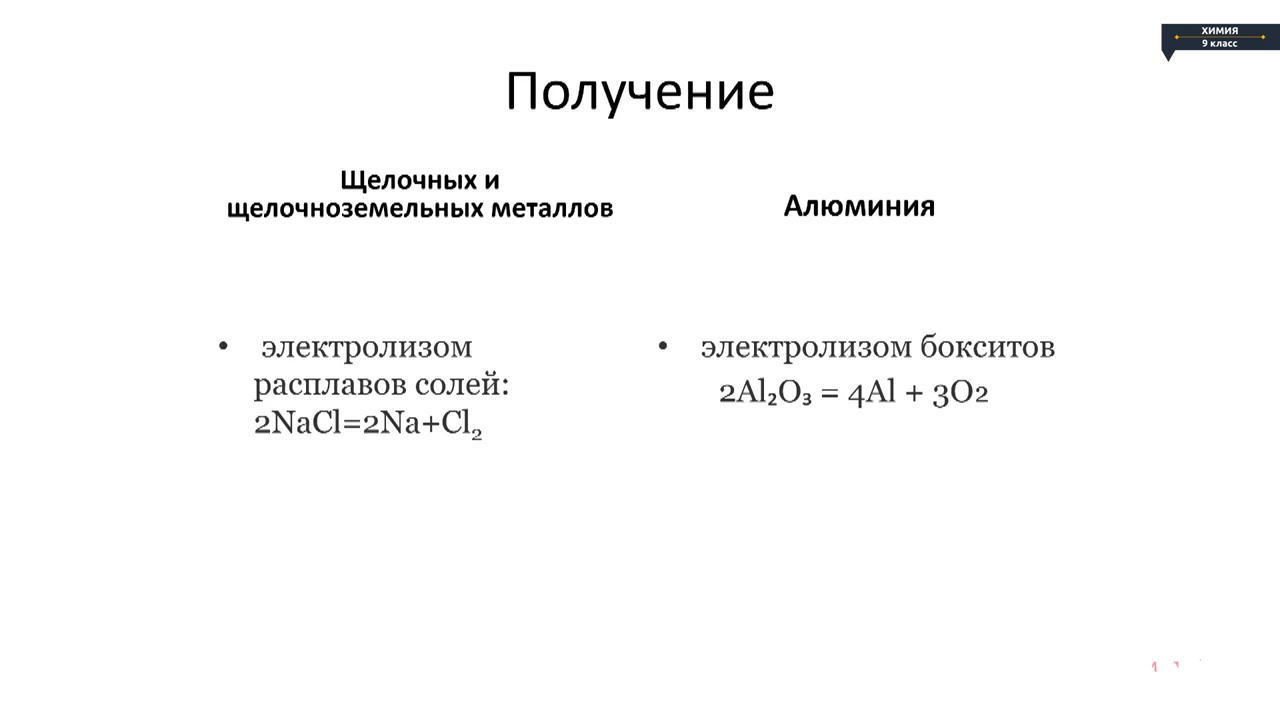 ХИМИЯ
9 класс
Получение
Щелочных и
щелочноземельных металлов
Алюминия
• электролизом
расплавов солей:
2NaCl=2Na+Cl₂
• электролизом бокситов
2Al₂O₃ = 4Al + 3O2